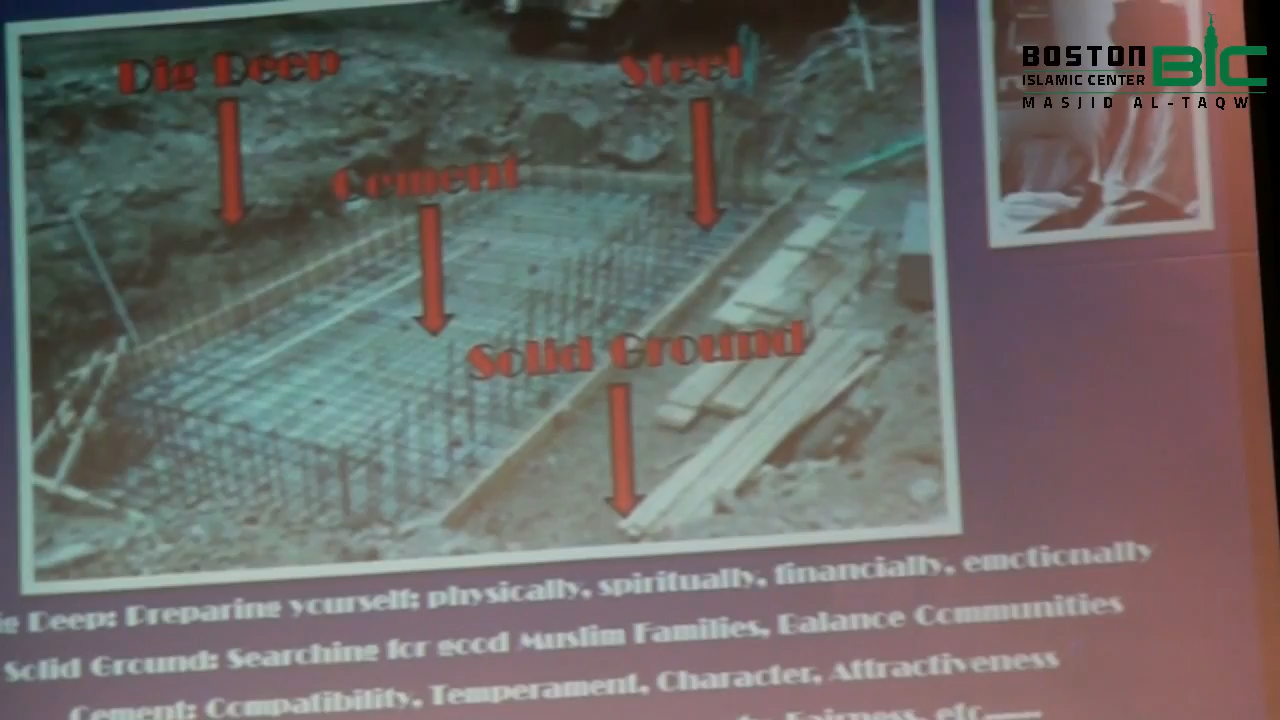 BOSTON BIC
ISLAMIC CENTER
MASJID AL-TAQW
Dig Deep
Steel
Cement
Solid Ground
Deep: Preparing yourself; physically, spiritually, financially, emotionally
Solid Ground: Searching for good Muslim Families, Balance Communities
Cement: Compatibility, Temperament, Character, Attractiveness
Fairness, etc